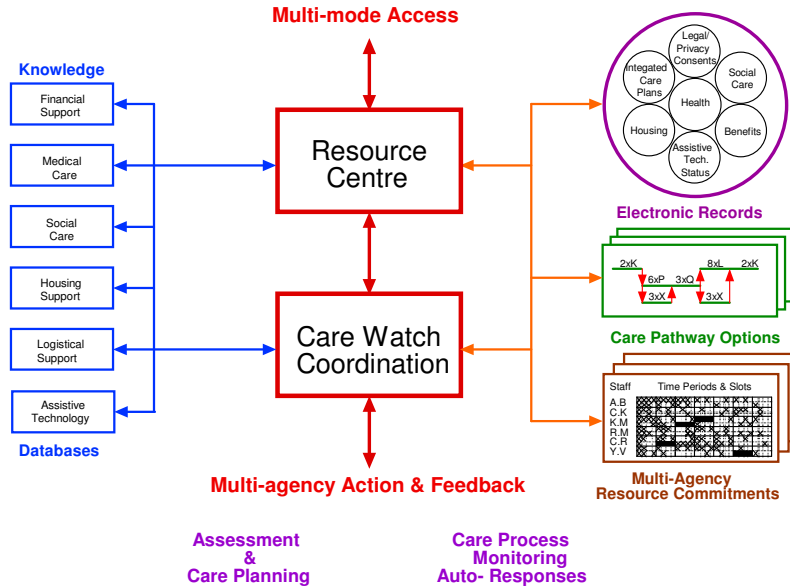 Multi-mode Access
Knowledge
Financial
Support
Medical
Care
Social
Care
Housing
Support
Logistical
Support
Assistive
Technology
Databases
Resource
Centre
Care Watch
Coordination
Multi-agency Action & Feedback
Legal/
Privacy
Consents
Integated
Care
Plans
Social
Care
Health
Housing
Benefits
Assistive
Tech.
Status
Electronic Records
2xK
8xL
2xK
6xP
3xQ
3xX
3xX
Care Pathway Options
Staff
Time Periods & Slots
A.B
C.K
K.M
R.M
C.R
Y.V
Multi-Agency
Resource Commitments
Assessment
&
Care Planning
Care Process
Monitoring
Auto- Responses